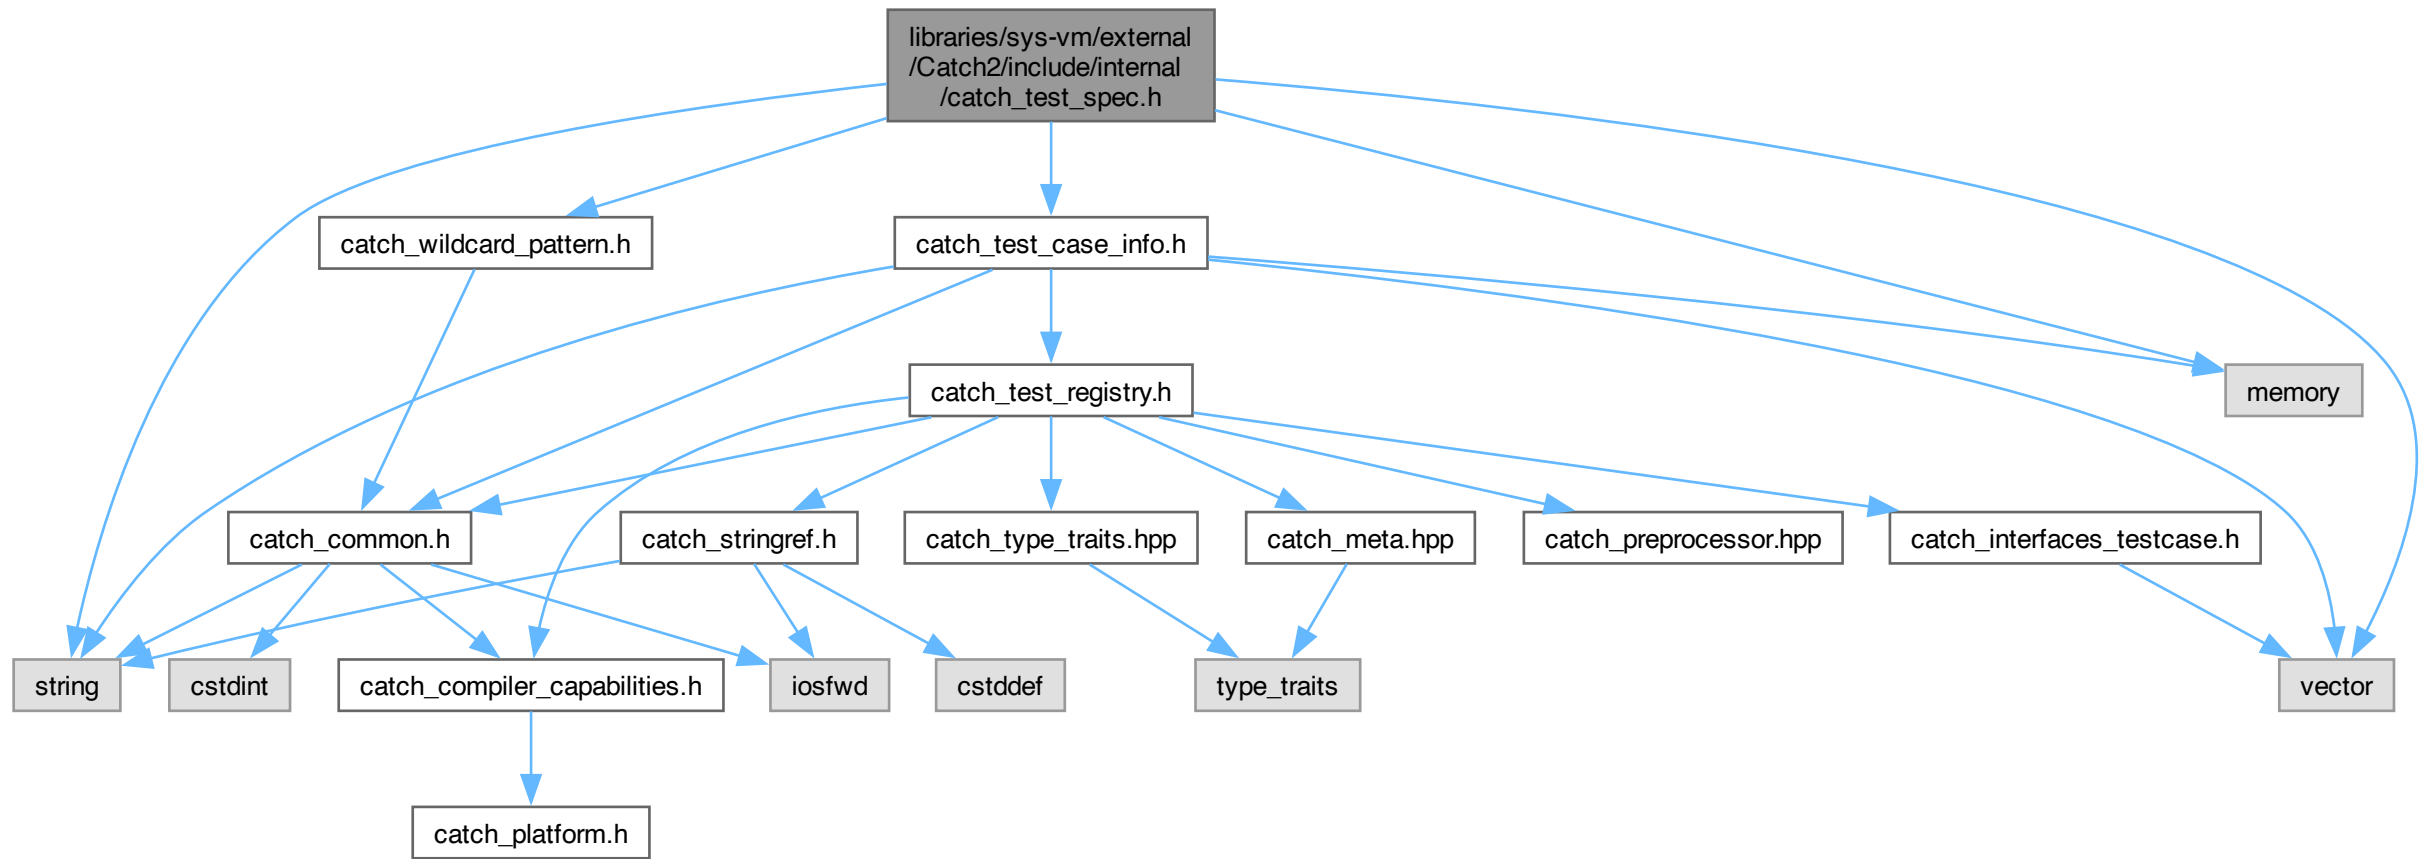 libraries/sys-vm/external
/Catch2/include/internal
/catch_test_spec.h
catch_wildcard_pattern.h
catch_test_case_info.h
catch_test_registry.h
memory
catch_common.h
catch_stringref.h
catch_type_traits.hpp
catch_meta.hpp
catch_preprocessor.hpp
catch_interfaces_testcase.h
string
cstdint
catch_compiler_capabilities.h
iosfwd
cstddef
type_traits
vector
catch_platform.h